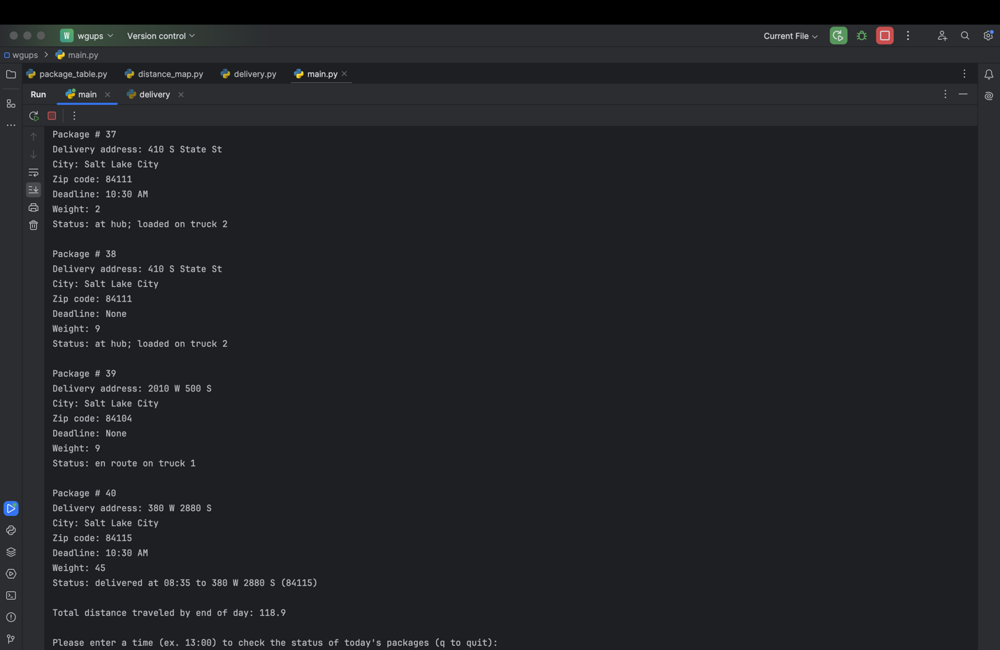 W wgups Version control Current File
wgups main.py
package_table.py distance_map.py delivery.py main.py
Run main delivery
Package # 37
Delivery address: 410 S State St
City: Salt Lake City
Zip code: 84111
Deadline: 10:30 AM
Weight: 2
Status: at hub; loaded on truck 2
Package # 38
Delivery address: 410 S State St
City: Salt Lake City
Zip code: 84111
Deadline: None
Weight: 9
Status: at hub; loaded on truck 2
Package # 39
Delivery address: 2010 W 500 S
City: Salt Lake City
Zip code: 84104
Deadline: None
Weight: 9
Status: en route on truck 1
Package # 40
Delivery address: 380 W 2880 S
City: Salt Lake City
Zip code: 84115
Deadline: 10:30 AM
Weight: 45
Status: delivered at 08:35 to 380 W 2880 S (84115)
Total distance traveled by end of day: 118.9
Please enter a time (ex. 13:00) to check the status of today's packages (q to quit):